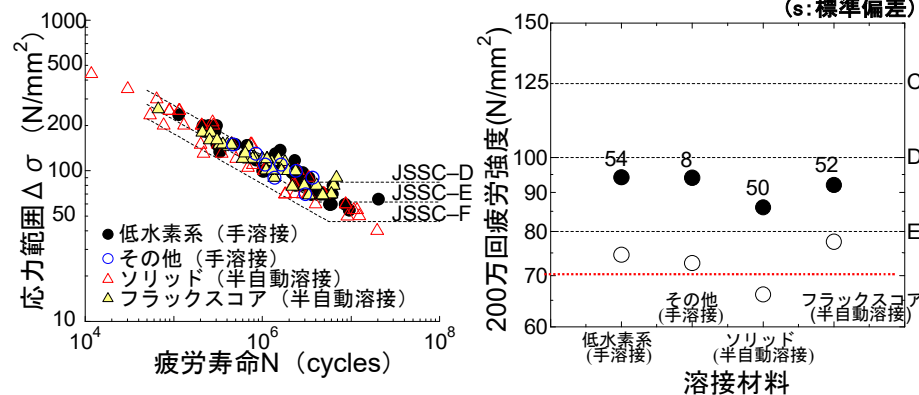 (s:標準偏差)
1000
500
200
100
50
10
10⁴
10⁶
10⁸
応力範囲Δσ (N/mm²)
疲労寿命N (cycles)
JSSC—D
JSSC—E
JSSC—F
低水素系 (手溶接)
その他 (手溶接)
ソリッド (半自動溶接)
フラックスコア (半自動溶接)
200万回疲労強度(N/mm²)
150
125
100
90
80
70
60
C
D
E
54
8
50
52
低水素系
(手溶接)
その他
(手溶接)
ソリッド
(半自動溶接)
フラックスコア
(半自動溶接)
溶接材料